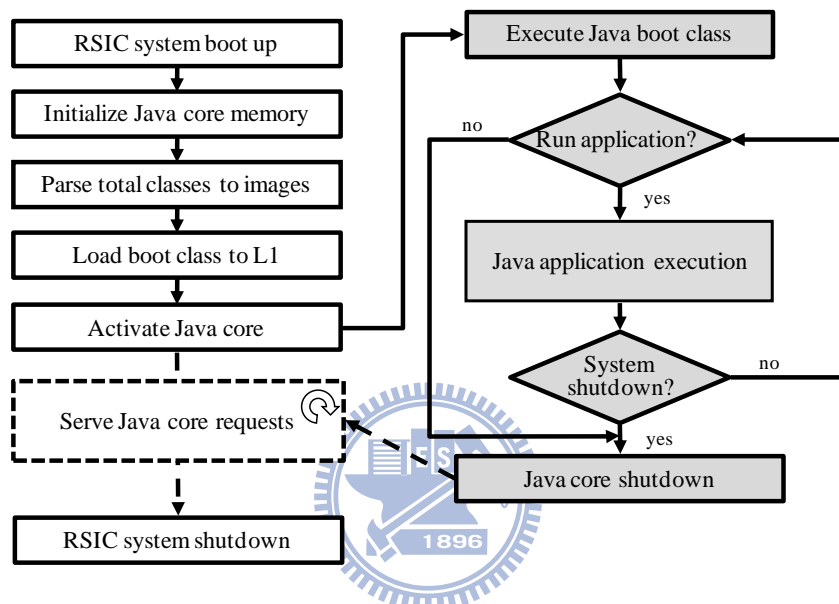 RSIC system boot up
Initialize Java core memory
Parse total classes to images
Load boot class to L1
Activate Java core
Serve Java core requests
RSIC system shutdown
Execute Java boot class
no
Run application?
yes
Java application execution
System
shutdown?
no
yes
Java core shutdown
E S
1896